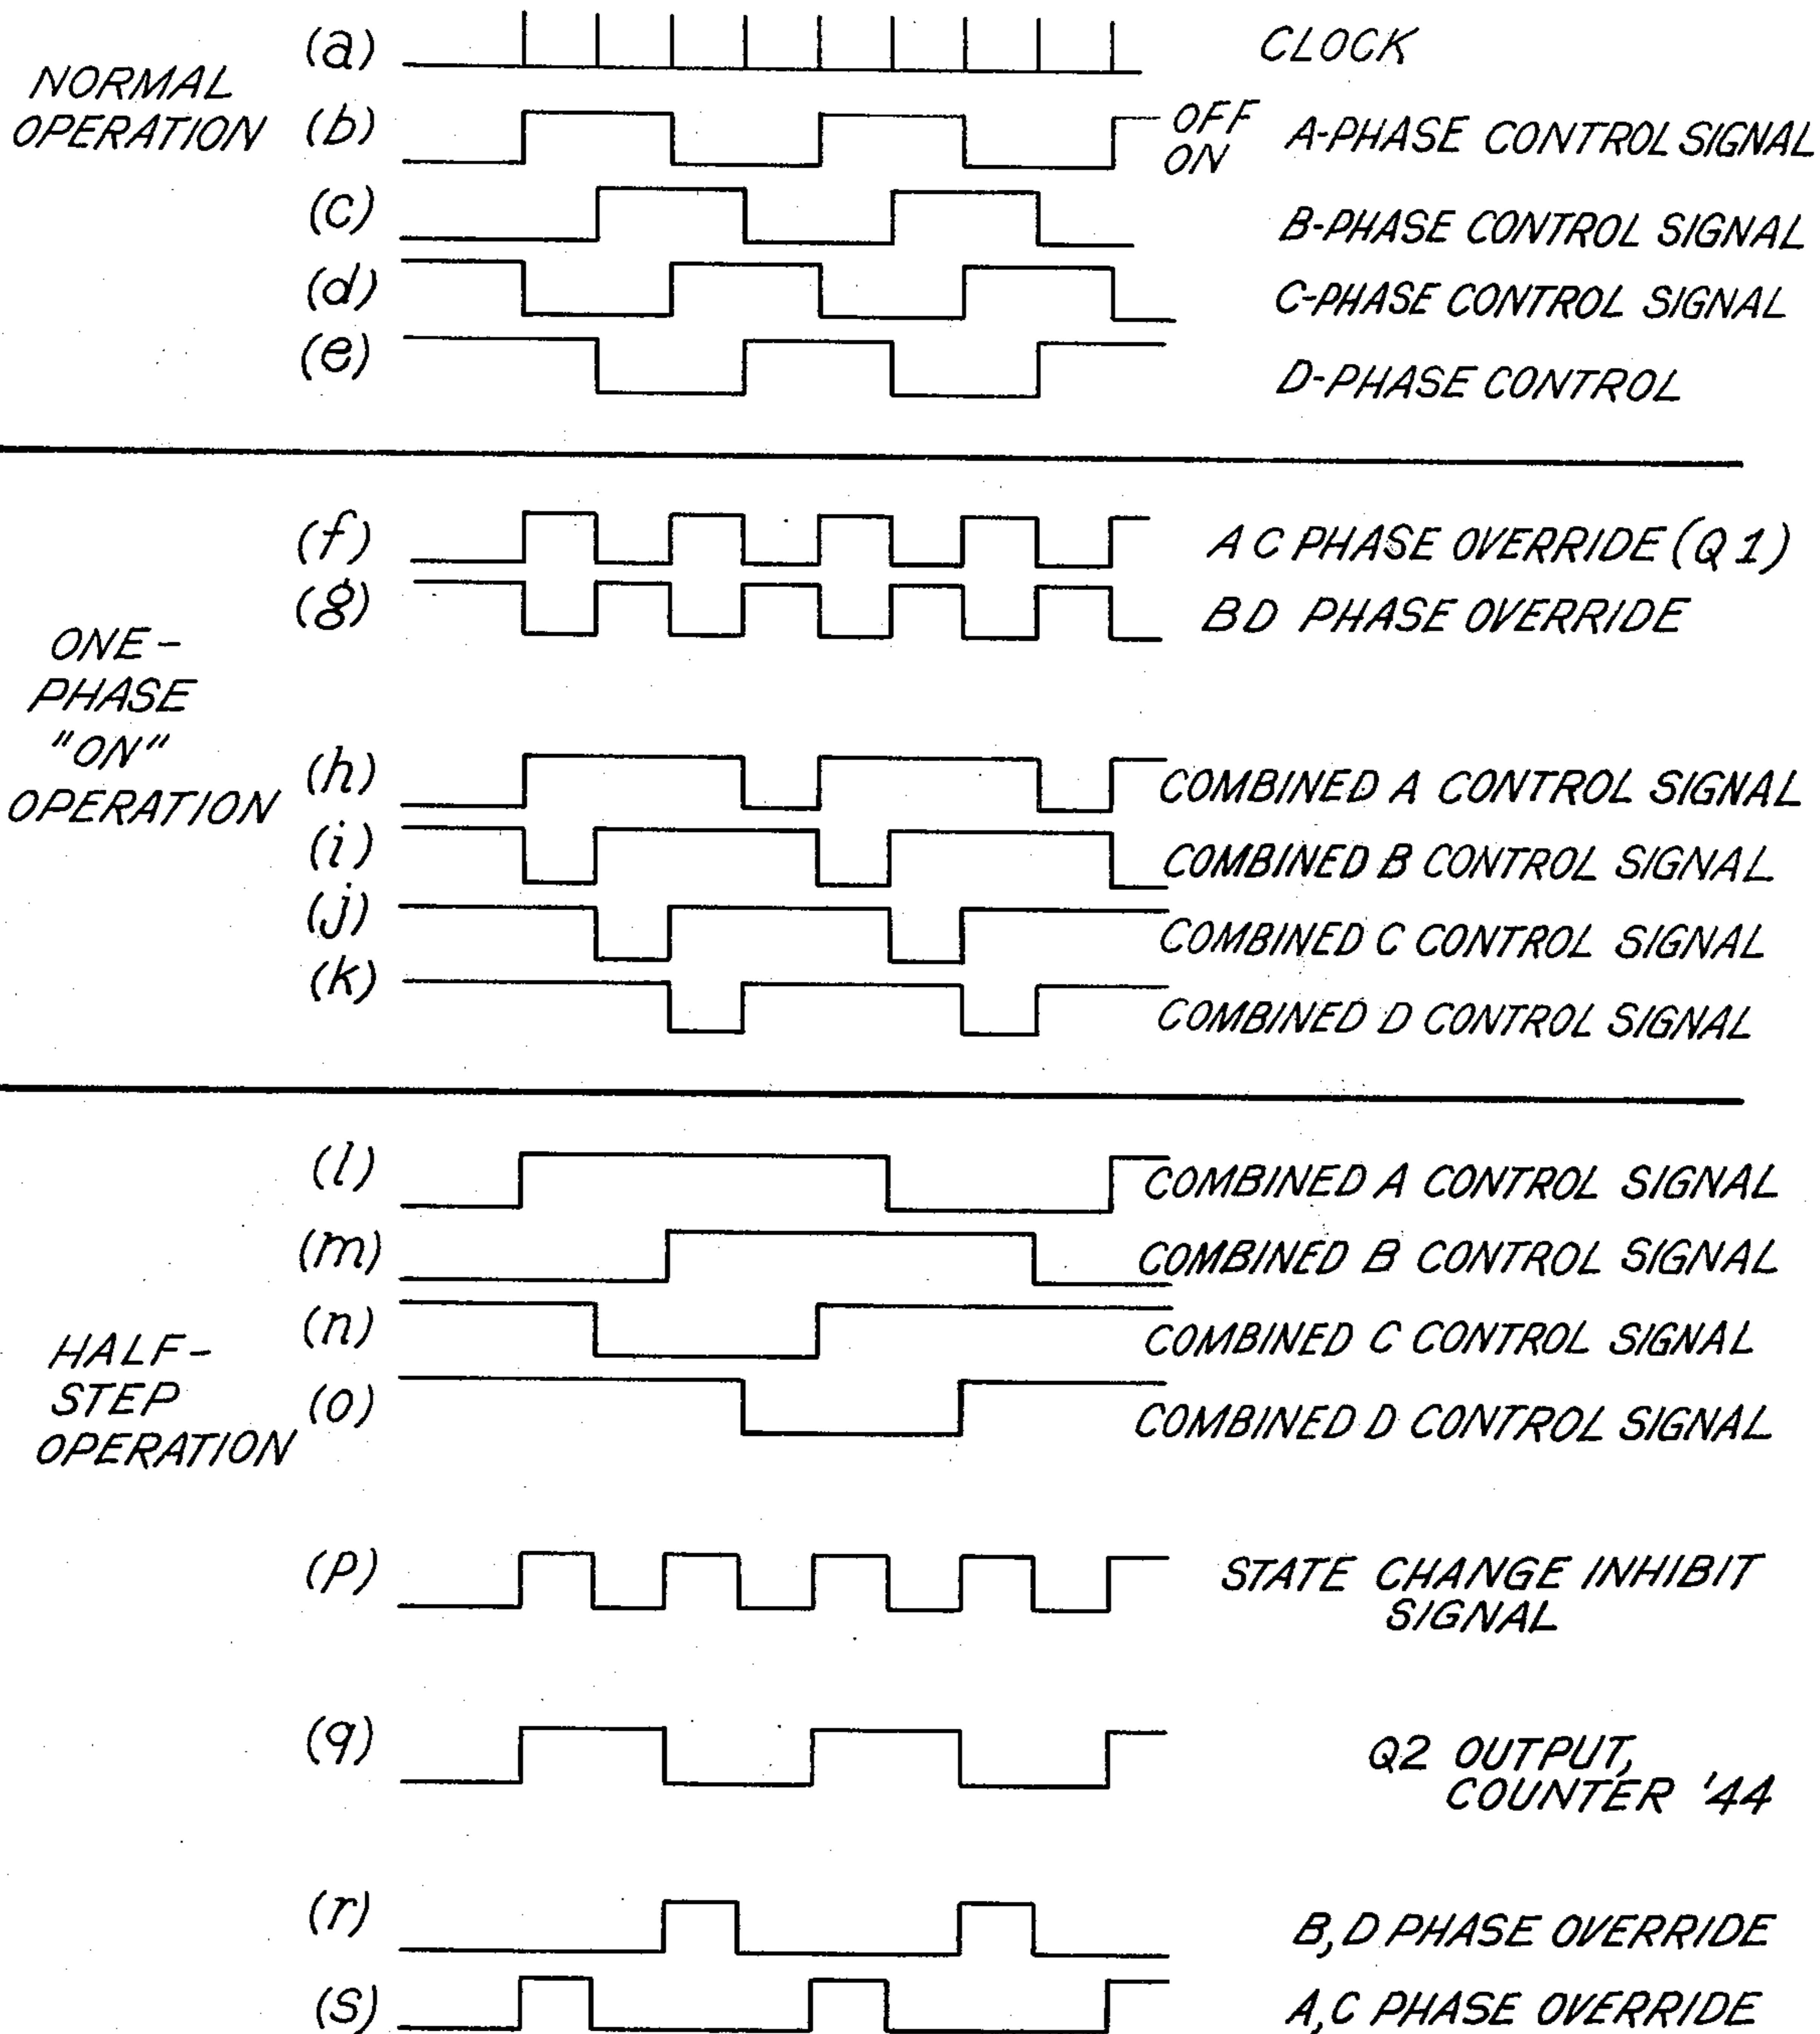 NORMAL
OPERATION
(a)
CLOCK
(b)
OFF
ON
A-PHASE CONTROL SIGNAL
(c)
B-PHASE CONTROL SIGNAL
(d)
C-PHASE CONTROL SIGNAL
(e)
D-PHASE CONTROL
ONE-
PHASE
"ON"
OPERATION
(f)
A C PHASE OVERRIDE (Q 1)
(g)
B D PHASE OVERRIDE
(h)
COMBINED A CONTROL SIGNAL
(i)
COMBINED B CONTROL SIGNAL
(j)
COMBINED C CONTROL SIGNAL
(k)
COMBINED D CONTROL SIGNAL
HALF-
STEP
OPERATION
(l)
COMBINED A CONTROL SIGNAL
(m)
COMBINED B CONTROL SIGNAL
(n)
COMBINED C CONTROL SIGNAL
(o)
COMBINED D CONTROL SIGNAL
(p)
STATE CHANGE INHIBIT
SIGNAL
(q)
Q2 OUTPUT,
COUNTER '44
(r)
B,D PHASE OVERRIDE
(s)
A,C PHASE OVERRIDE